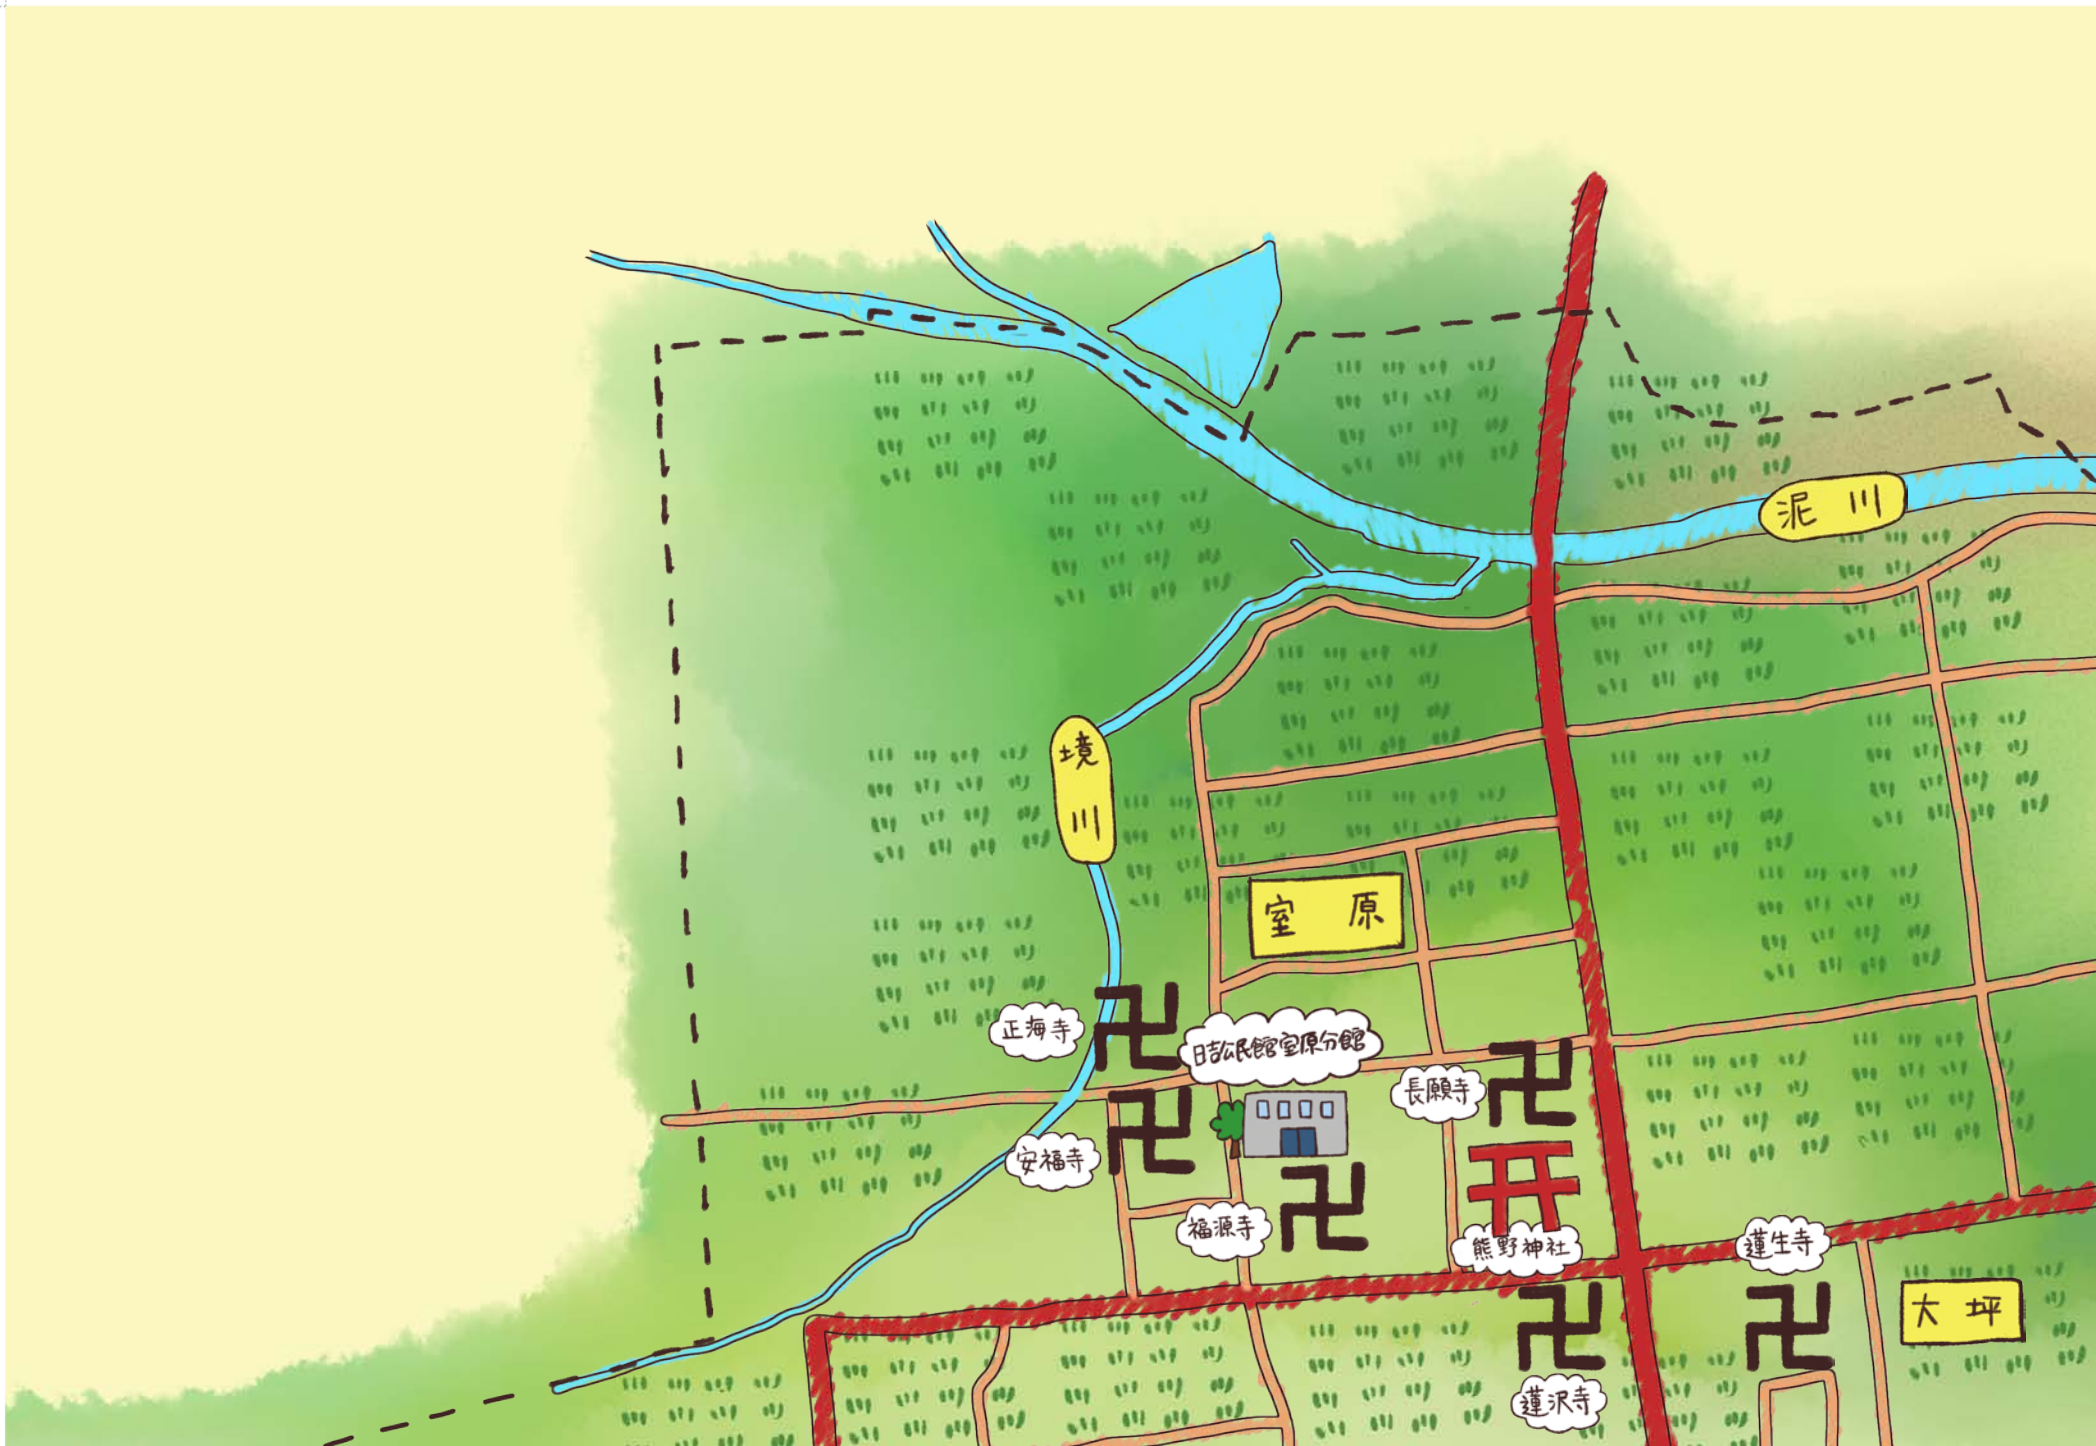 泥川
境川
室原
正海寺
日吉公民館室原分館
長願寺
安福寺
福源寺
熊野神社
蓮生寺
大坪
蓮沢寺